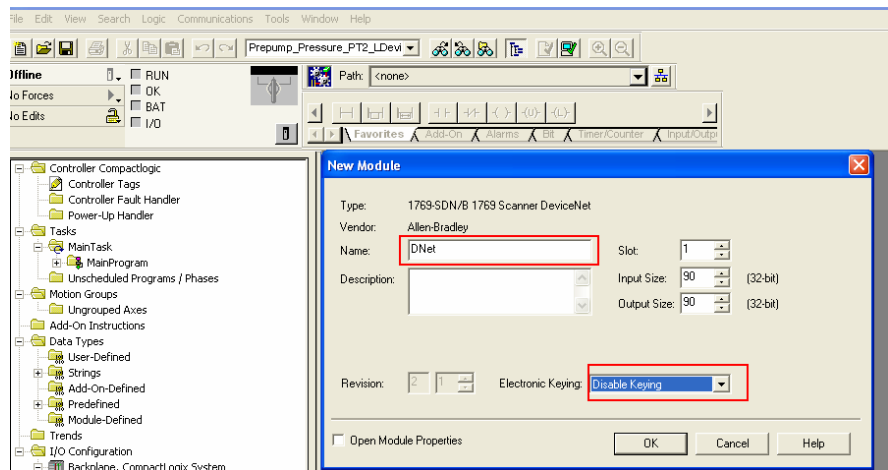 File Edit View Search Logic Communications Tools Window Help
Prepump_Pressure_PT2_LDevi
Offline
RUN
No Forces
OK
No Edits
BAT
I/O
Path: <none>
Favorites Add-On Alarms Bit Timer/Counter Input/Outp
Controller Compactlogic
Controller Tags
Controller Fault Handler
Power-Up Handler
Tasks
MainTask
MainProgram
Unscheduled Programs / Phases
Motion Groups
Ungrouped Axes
Add-On Instructions
Data Types
User-Defined
Strings
Add-On-Defined
Predefined
Module-Defined
Trends
I/O Configuration
Backplane, CompactLogix System
New Module
Type: 1769-SDN/B 1769 Scanner DeviceNet
Vendor: Allen-Bradley
Name: DNet Slot: 1
Description: Input Size: 90 (32-bit)
Output Size: 90 (32-bit)
Revision: 2 1 Electronic Keying: Disable Keying
Open Module Properties OK Cancel Help